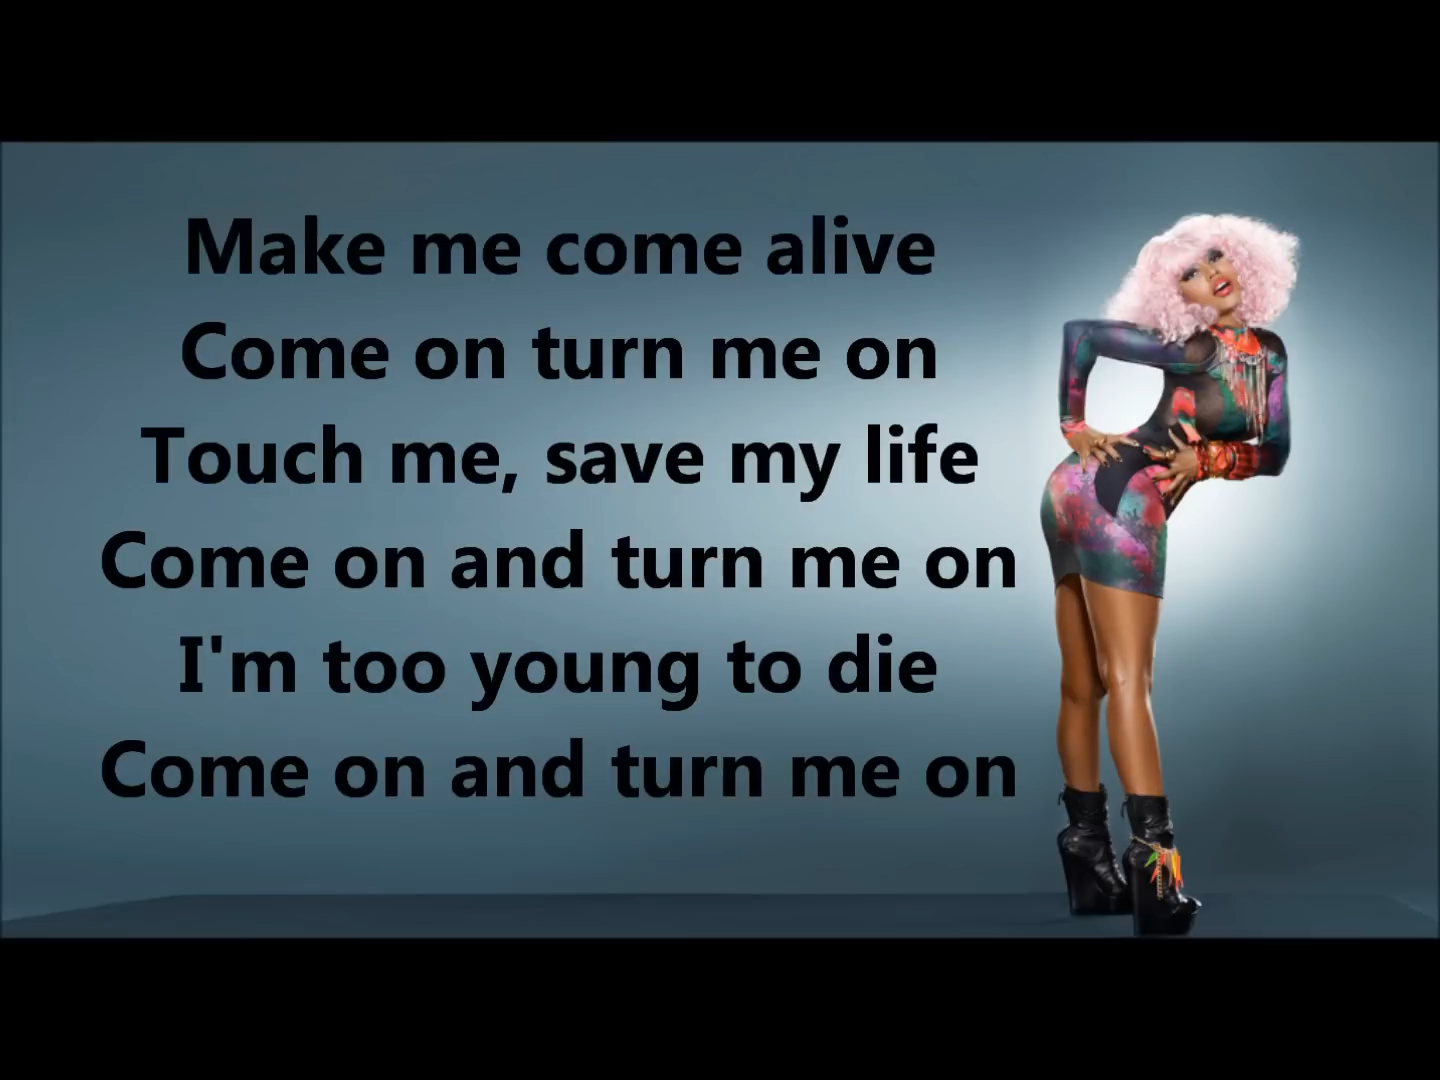 Make me come alive
Come on turn me on
Touch me, save my life
Come on and turn me on
I'm too young to die
Come on and turn me on